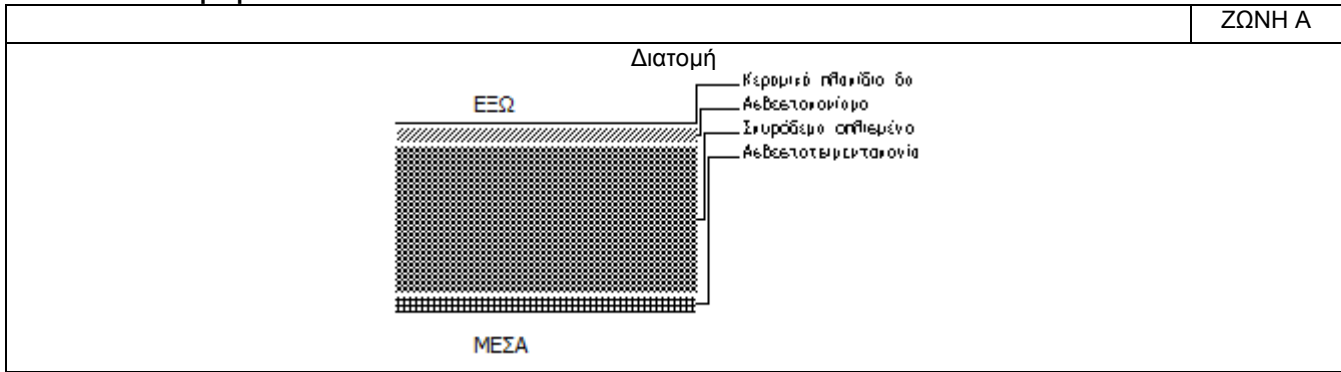 ΖΩΝΗ Α
Διατομή
Κεραμικό πλακίδιο δα
ΕΞΩ
Ασβεστοκονίαμα
Σκυρόδεμα οπλισμένο
Ασβεστοτσιμεντοκονία
ΜΕΣΑ